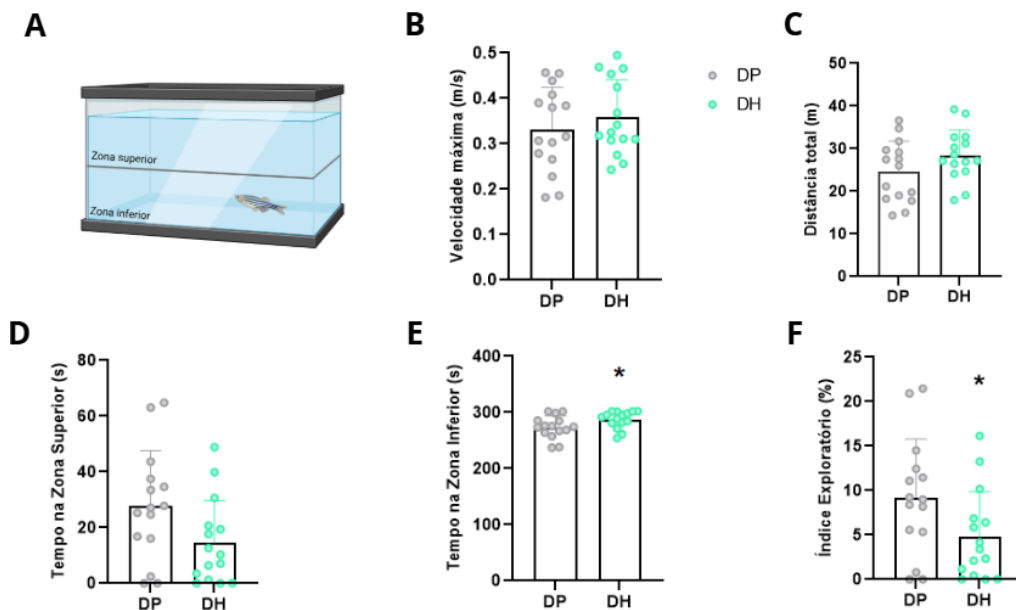 A
Zona superior
Zona inferior
B
Velocidade máxima (m/s)
0.5
0.4
0.3
0.2
0.1
0.0
DP
DH
DP
DH
C
Distância total (m)
50
40
30
20
10
0
DP
DH
D
Tempo na Zona Superior (s)
80
60
40
20
0
DP
DH
E
Tempo na Zona Inferior (s)
400
300
200
100
0
*
DP
DH
F
Índice Exploratório (%)
25
20
15
10
5
0
*
DP
DH